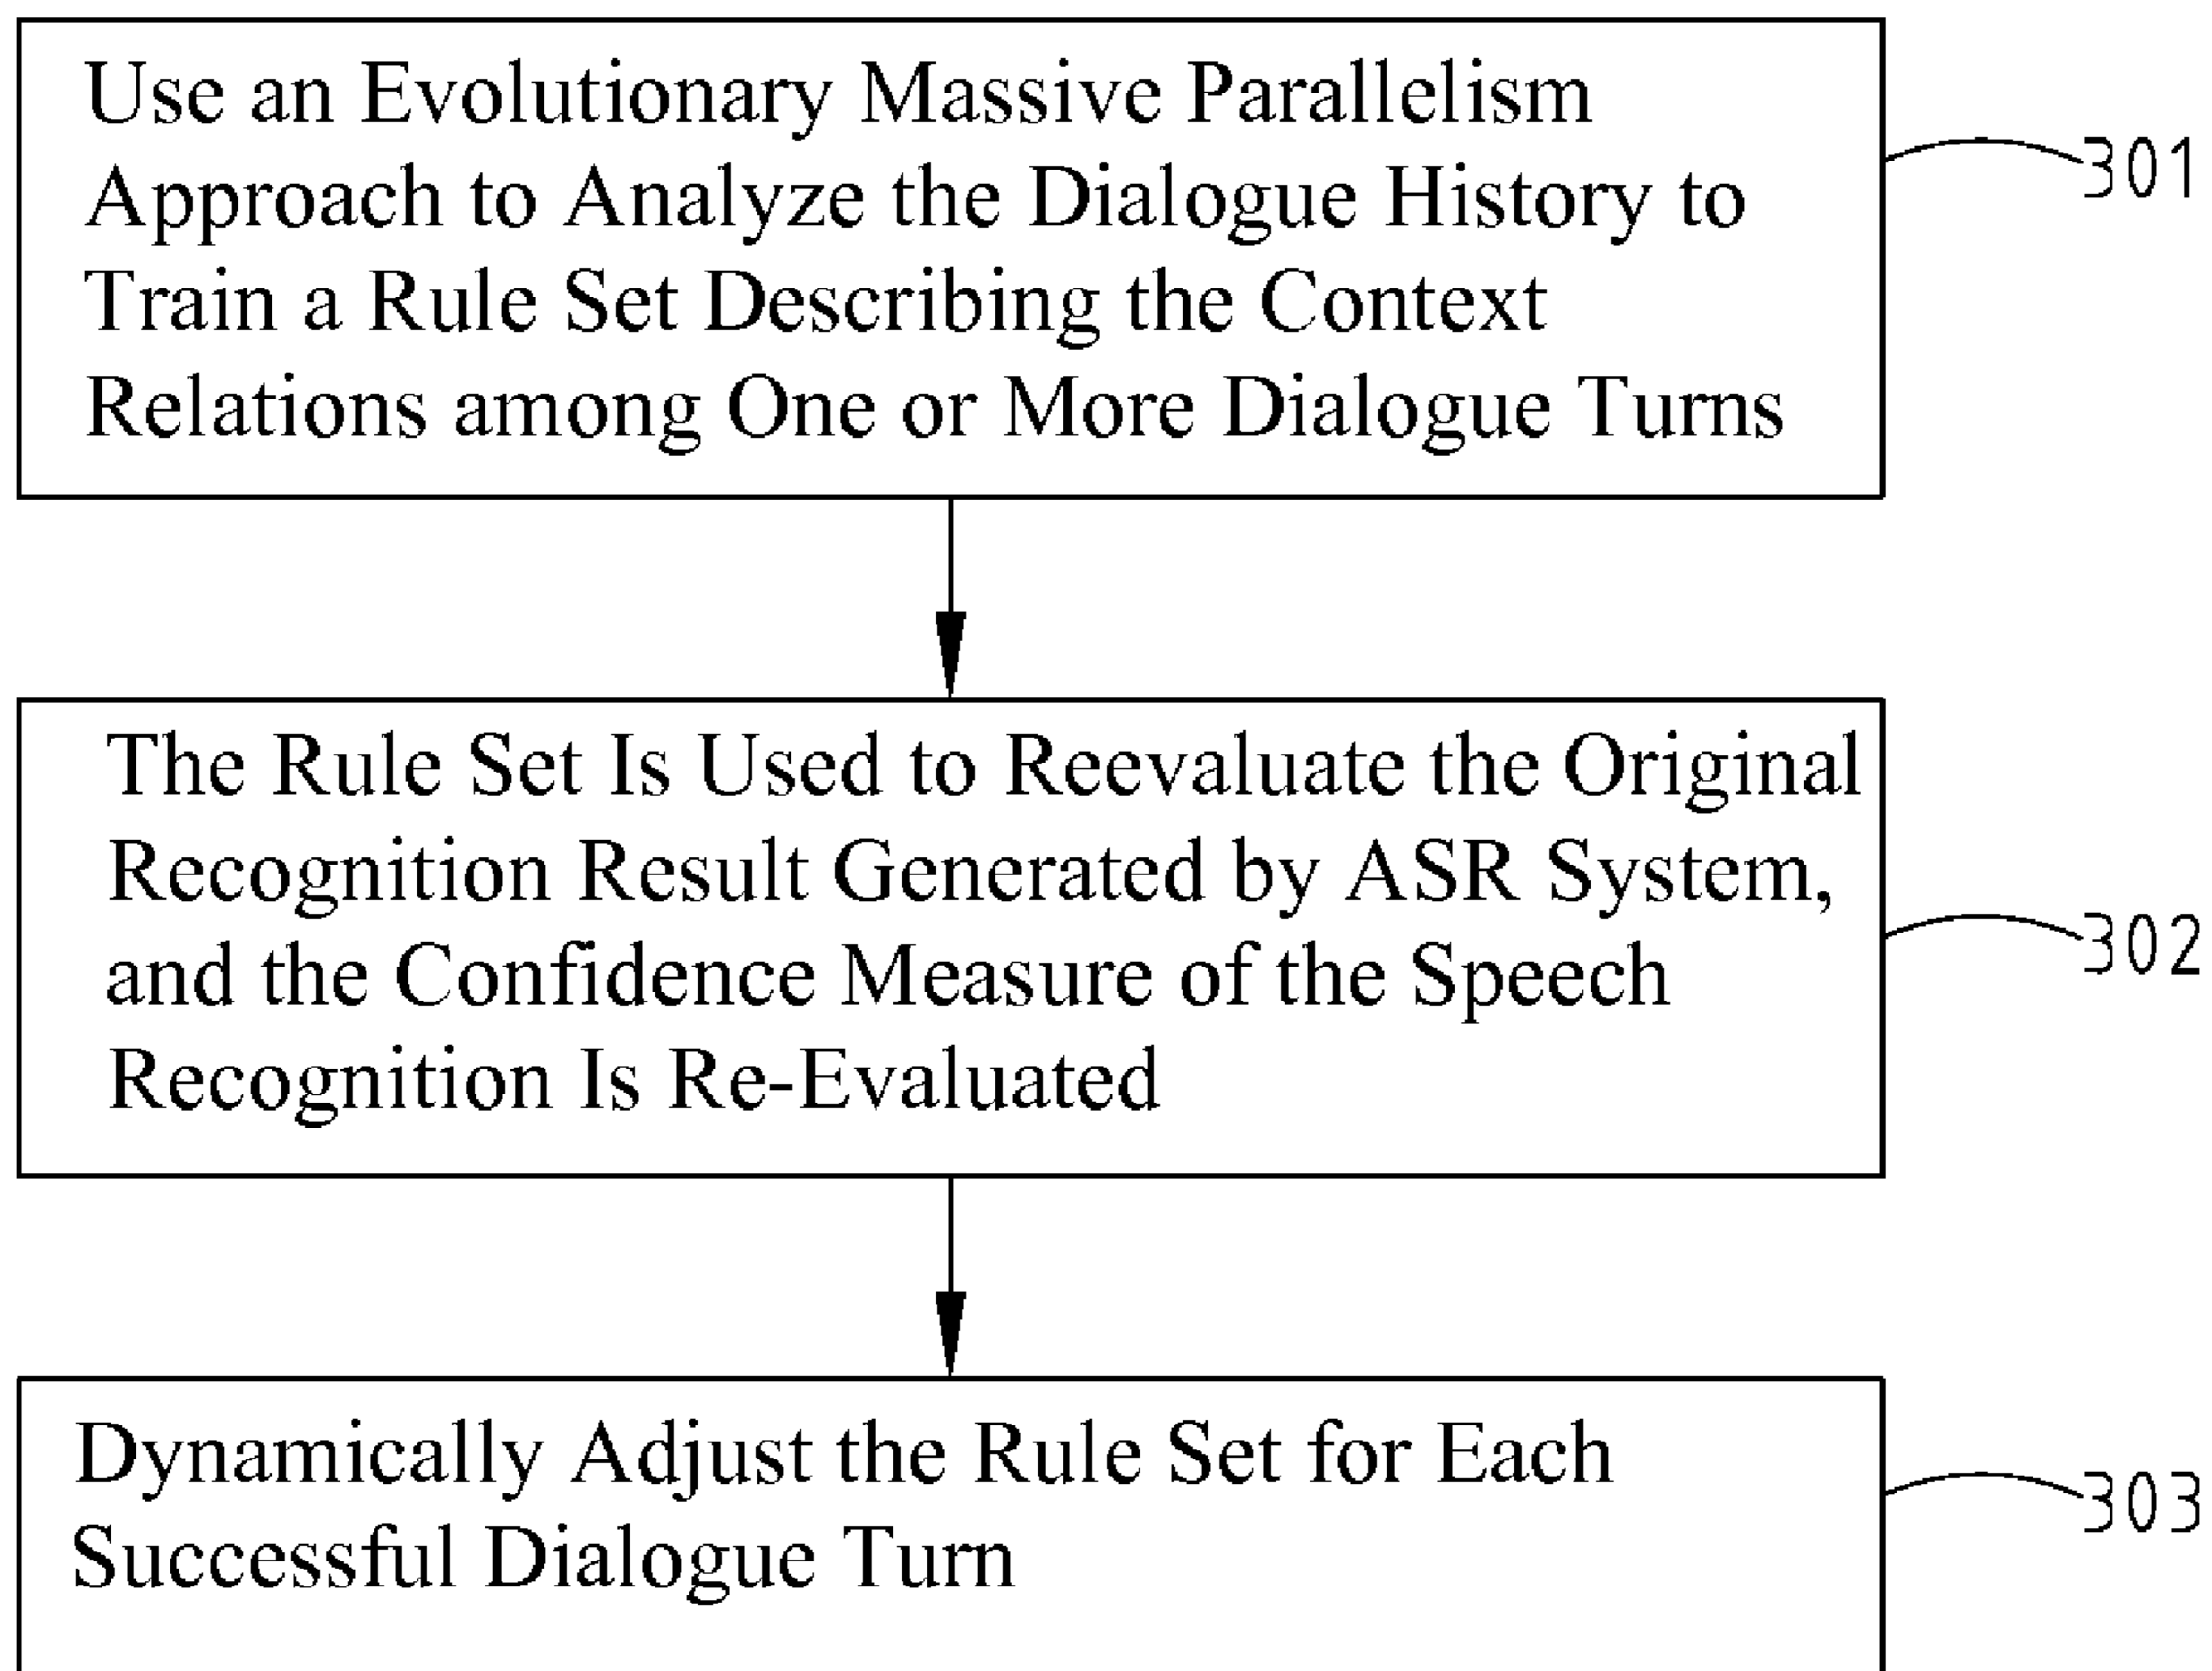 Use an Evolutionary Massive Parallelism
Approach to Analyze the Dialogue History to
Train a Rule Set Describing the Context
Relations among One or More Dialogue Turns
301
The Rule Set Is Used to Reevaluate the Original
Recognition Result Generated by ASR System,
and the Confidence Measure of the Speech
Recognition Is Re-Evaluated
302
Dynamically Adjust the Rule Set for Each
Successful Dialogue Turn
303